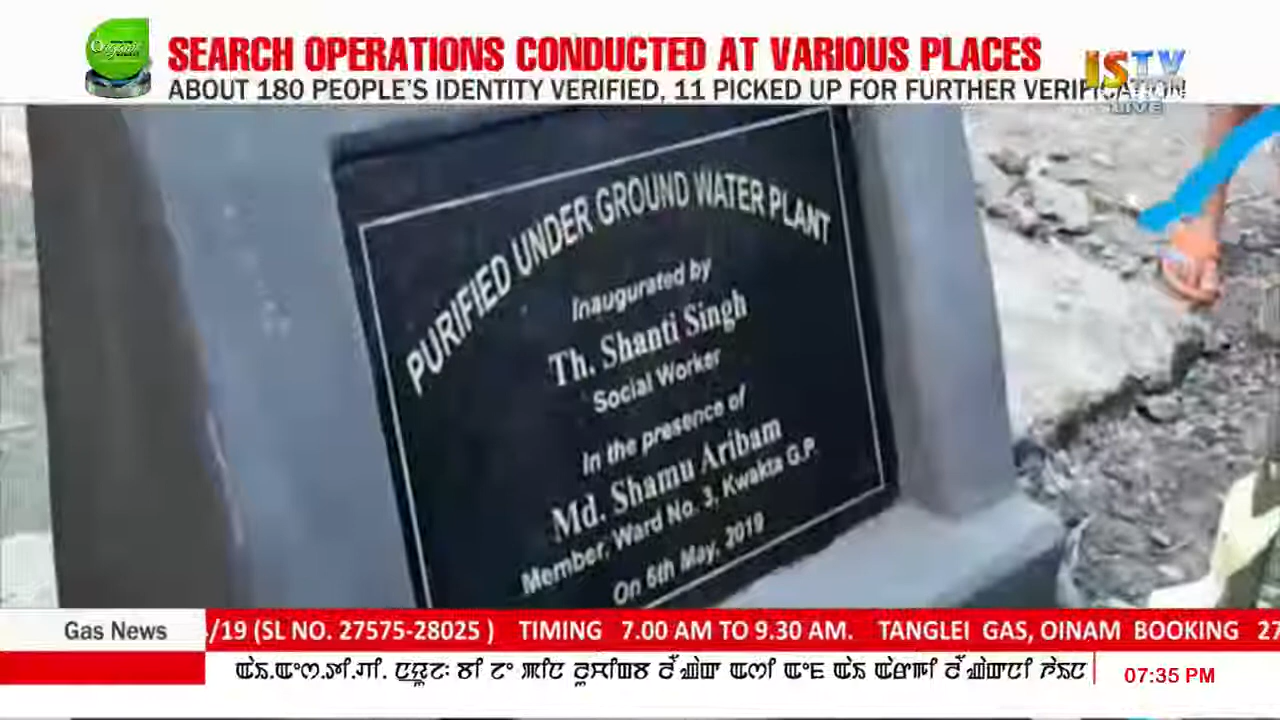 Organic
SEARCH OPERATIONS CONDUCTED AT VARIOUS PLACES
ABOUT 180 PEOPLE'S IDENTITY VERIFIED, 11 PICKED UP FOR FURTHER
ISTV
LIVE
PURIFIED UNDER GROUND WATER PLANT
Inaugurated by
Th. Shanti Singh
Social Worker
In the presence of
Md. Shamu Aribam
Member, Ward No. 3, Kwakta G.P.
On 6th May, 2019
Gas News
/19 (SL NO. 27575-28025 ) TIMING 7.00 AM TO 9.30 AM. TANGLEI GAS, OINAM BOOKING 27
07:35 PM